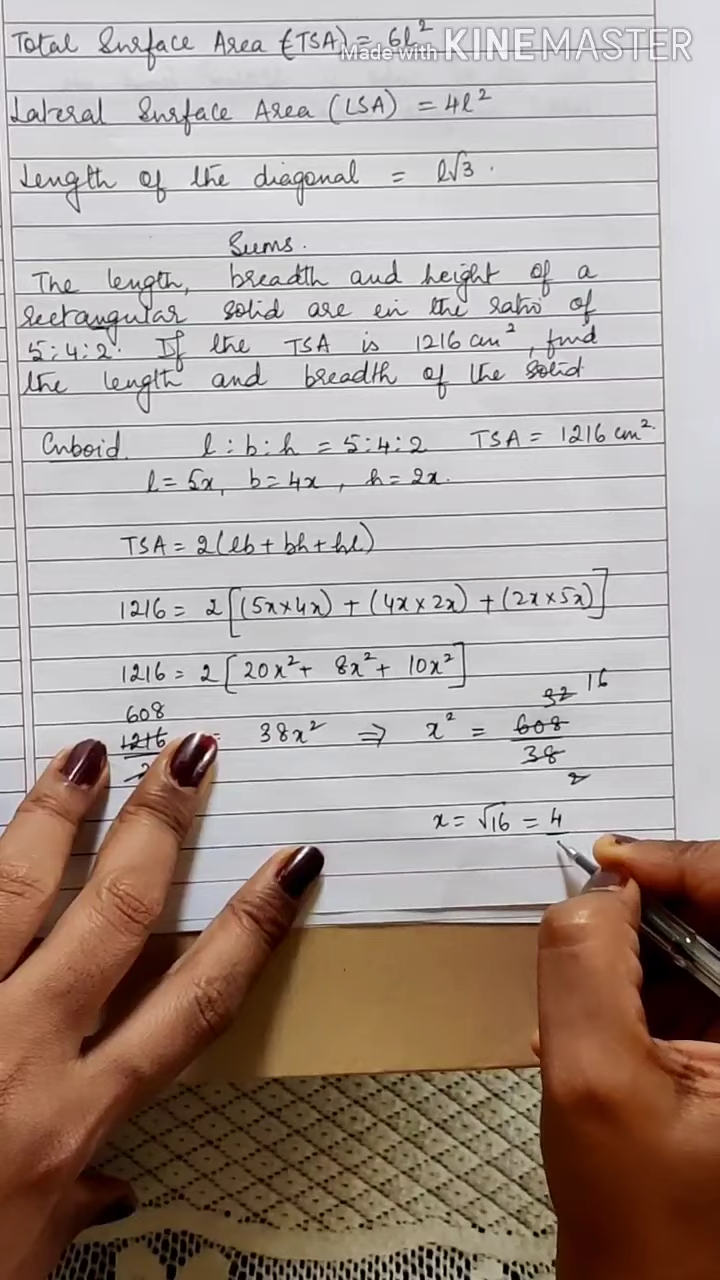 Total Surface Area (TSA) = 6l²
Made with KINEMASTER
Lateral Surface Area (LSA) = 4l²
Length of the diagonal = l√3.
Sums.
The length, breadth and height of a
rectangular solid are in the ratio of
5:4:2. If the TSA is 1216 cm², find
the length and breadth of the solid
Cuboid. l : b : h = 5:4:2 TSA = 1216 cm².
l = 5x, b = 4x, h = 2x.
TSA = 2(lb + bh + hl)
1216 = 2[(5x×4x) + (4x×2x) + (2x×5x)]
1216 = 2[20x² + 8x² + 10x²]
608 32 16
1216 = 38x² ⇒ x² = 608
38
2
x = √16 = 4